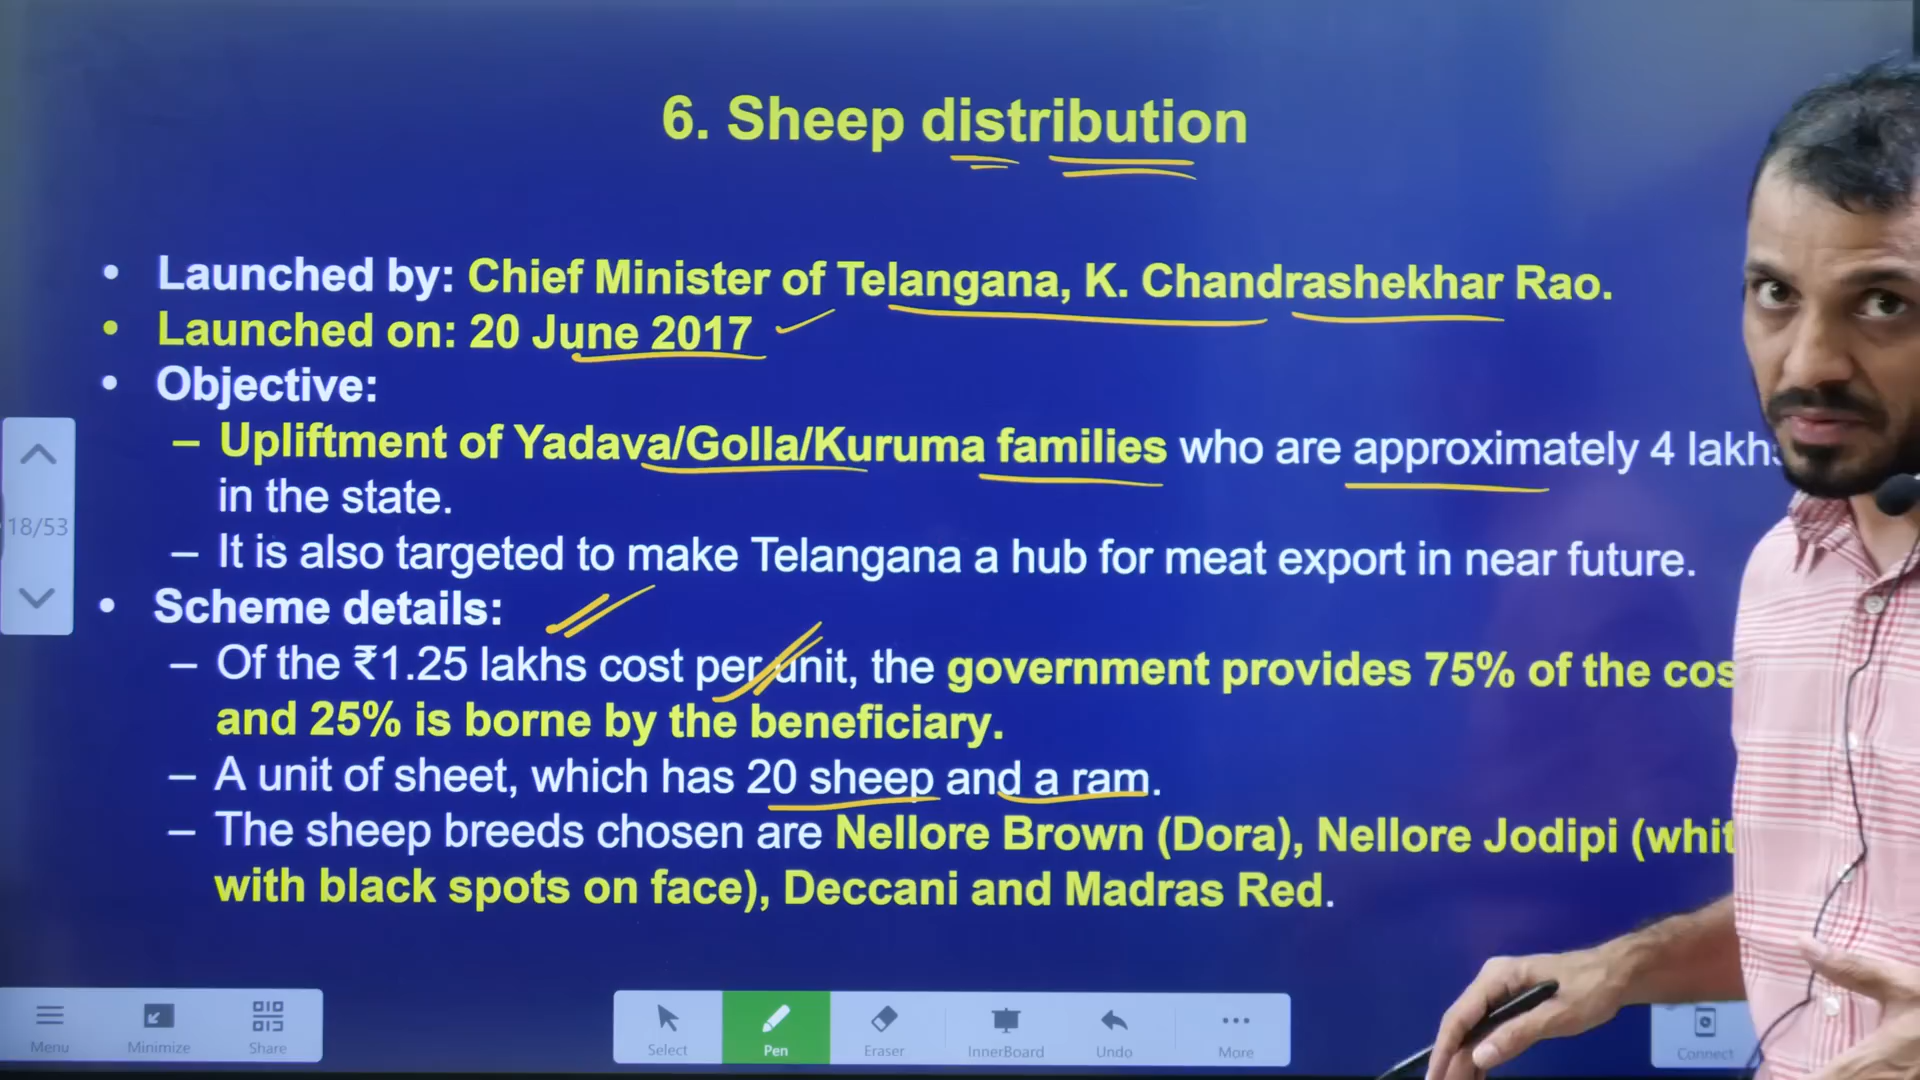 6. Sheep distribution
• Launched by: Chief Minister of Telangana, K. Chandrashekhar Rao.
• Launched on: 20 June 2017
• Objective:
– Upliftment of Yadava/Golla/Kuruma families who are approximately 4
in the state.
– It is also targeted to make Telangana a hub for meat export in near future.
• Scheme details:
– Of the ₹1.25 lakhs cost per unit, the government provides 75% of the
and 25% is borne by the beneficiary.
– A unit of sheet, which has 20 sheep and a ram.
– The sheep breeds chosen are Nellore Brown (Dora), Nellore Jodipi
with black spots on face), Deccani and Madras Red.
18/53
Menu Minimize Share Select Pen Eraser InnerBoard Undo More Connect